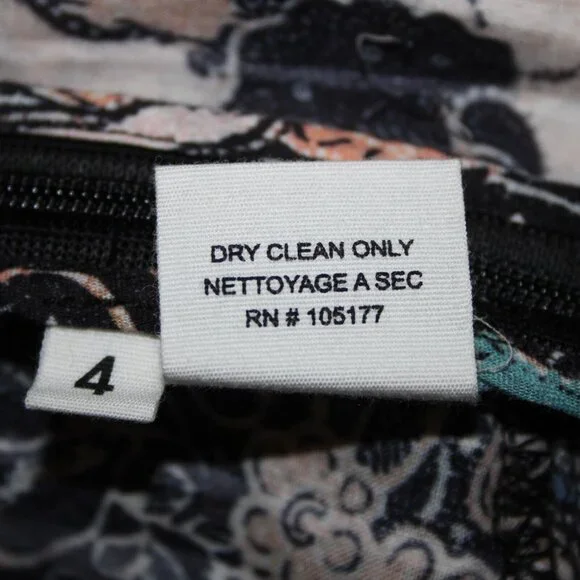 DRY CLEAN ONLY
NETTOYAGE A SEC
RN # 105177
4